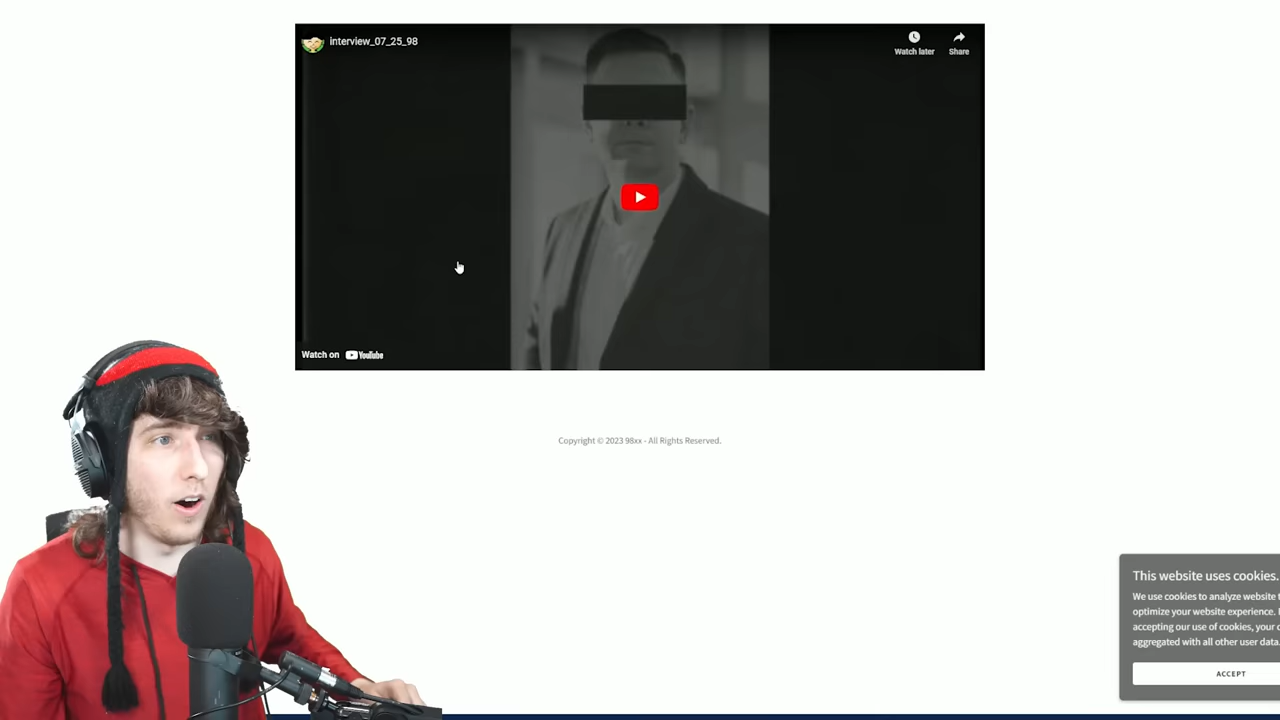 interview_07_25_98
Watch later
Share
Watch on YouTube
Copyright © 2023 98xx - All Rights Reserved.
This website uses cookies.
We use cookies to analyze website
optimize your website experience.
accepting our use of cookies, your
aggregated with all other user data.
ACCEPT